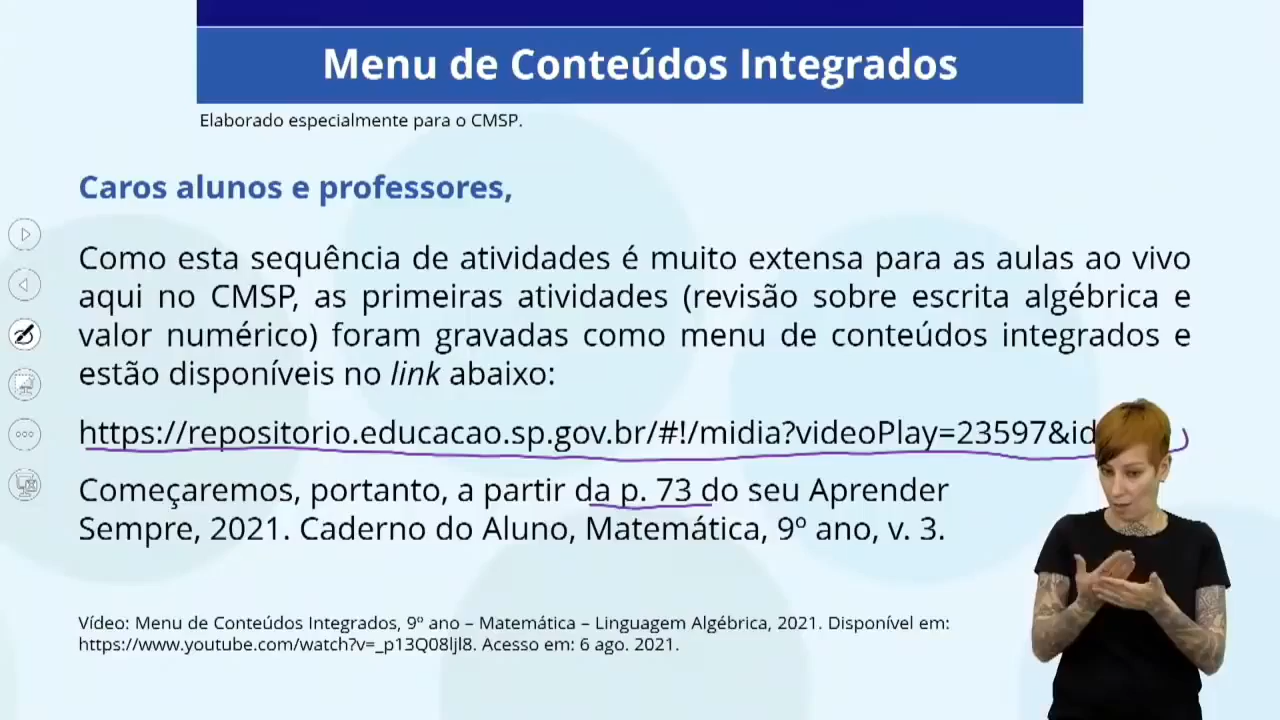 Menu de Conteúdos Integrados
Elaborado especialmente para o CMSP.
Caros alunos e professores,
Como esta sequência de atividades é muito extensa para as aulas ao vivo
aqui no CMSP, as primeiras atividades (revisão sobre escrita algébrica e
valor numérico) foram gravadas como menu de conteúdos integrados e
estão disponíveis no link abaixo:
https://repositorio.educacao.sp.gov.br/#!/midia?videoPlay=23597&id
Começaremos, portanto, a partir da p. 73 do seu Aprender
Sempre, 2021. Caderno do Aluno, Matemática, 9º ano, v. 3.
Vídeo: Menu de Conteúdos Integrados, 9º ano – Matemática – Linguagem Algébrica, 2021. Disponível em:
https://www.youtube.com/watch?v=_p13Q08ljl8. Acesso em: 6 ago. 2021.